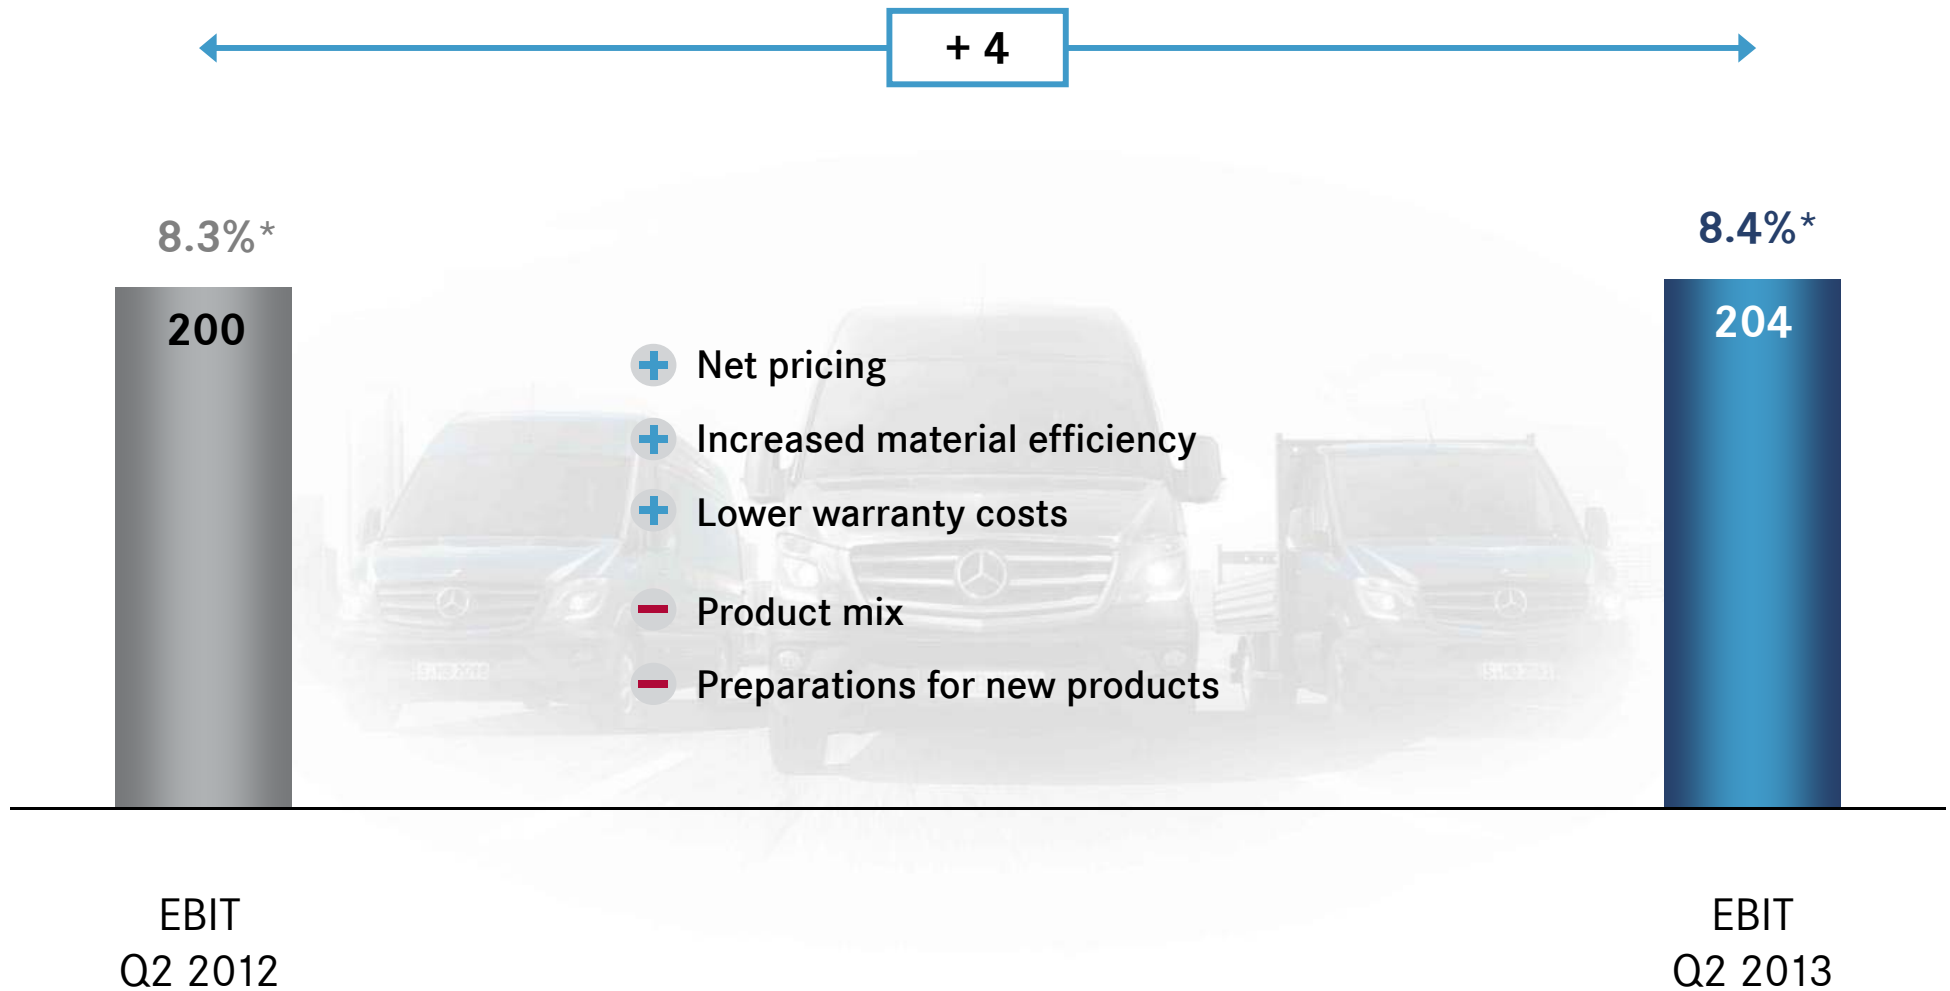 + 4
8.3%*
8.4%*
200
204
Net pricing
Increased material efficiency
Lower warranty costs
Product mix
Preparations for new products
EBIT
Q2 2012
EBIT
Q2 2013